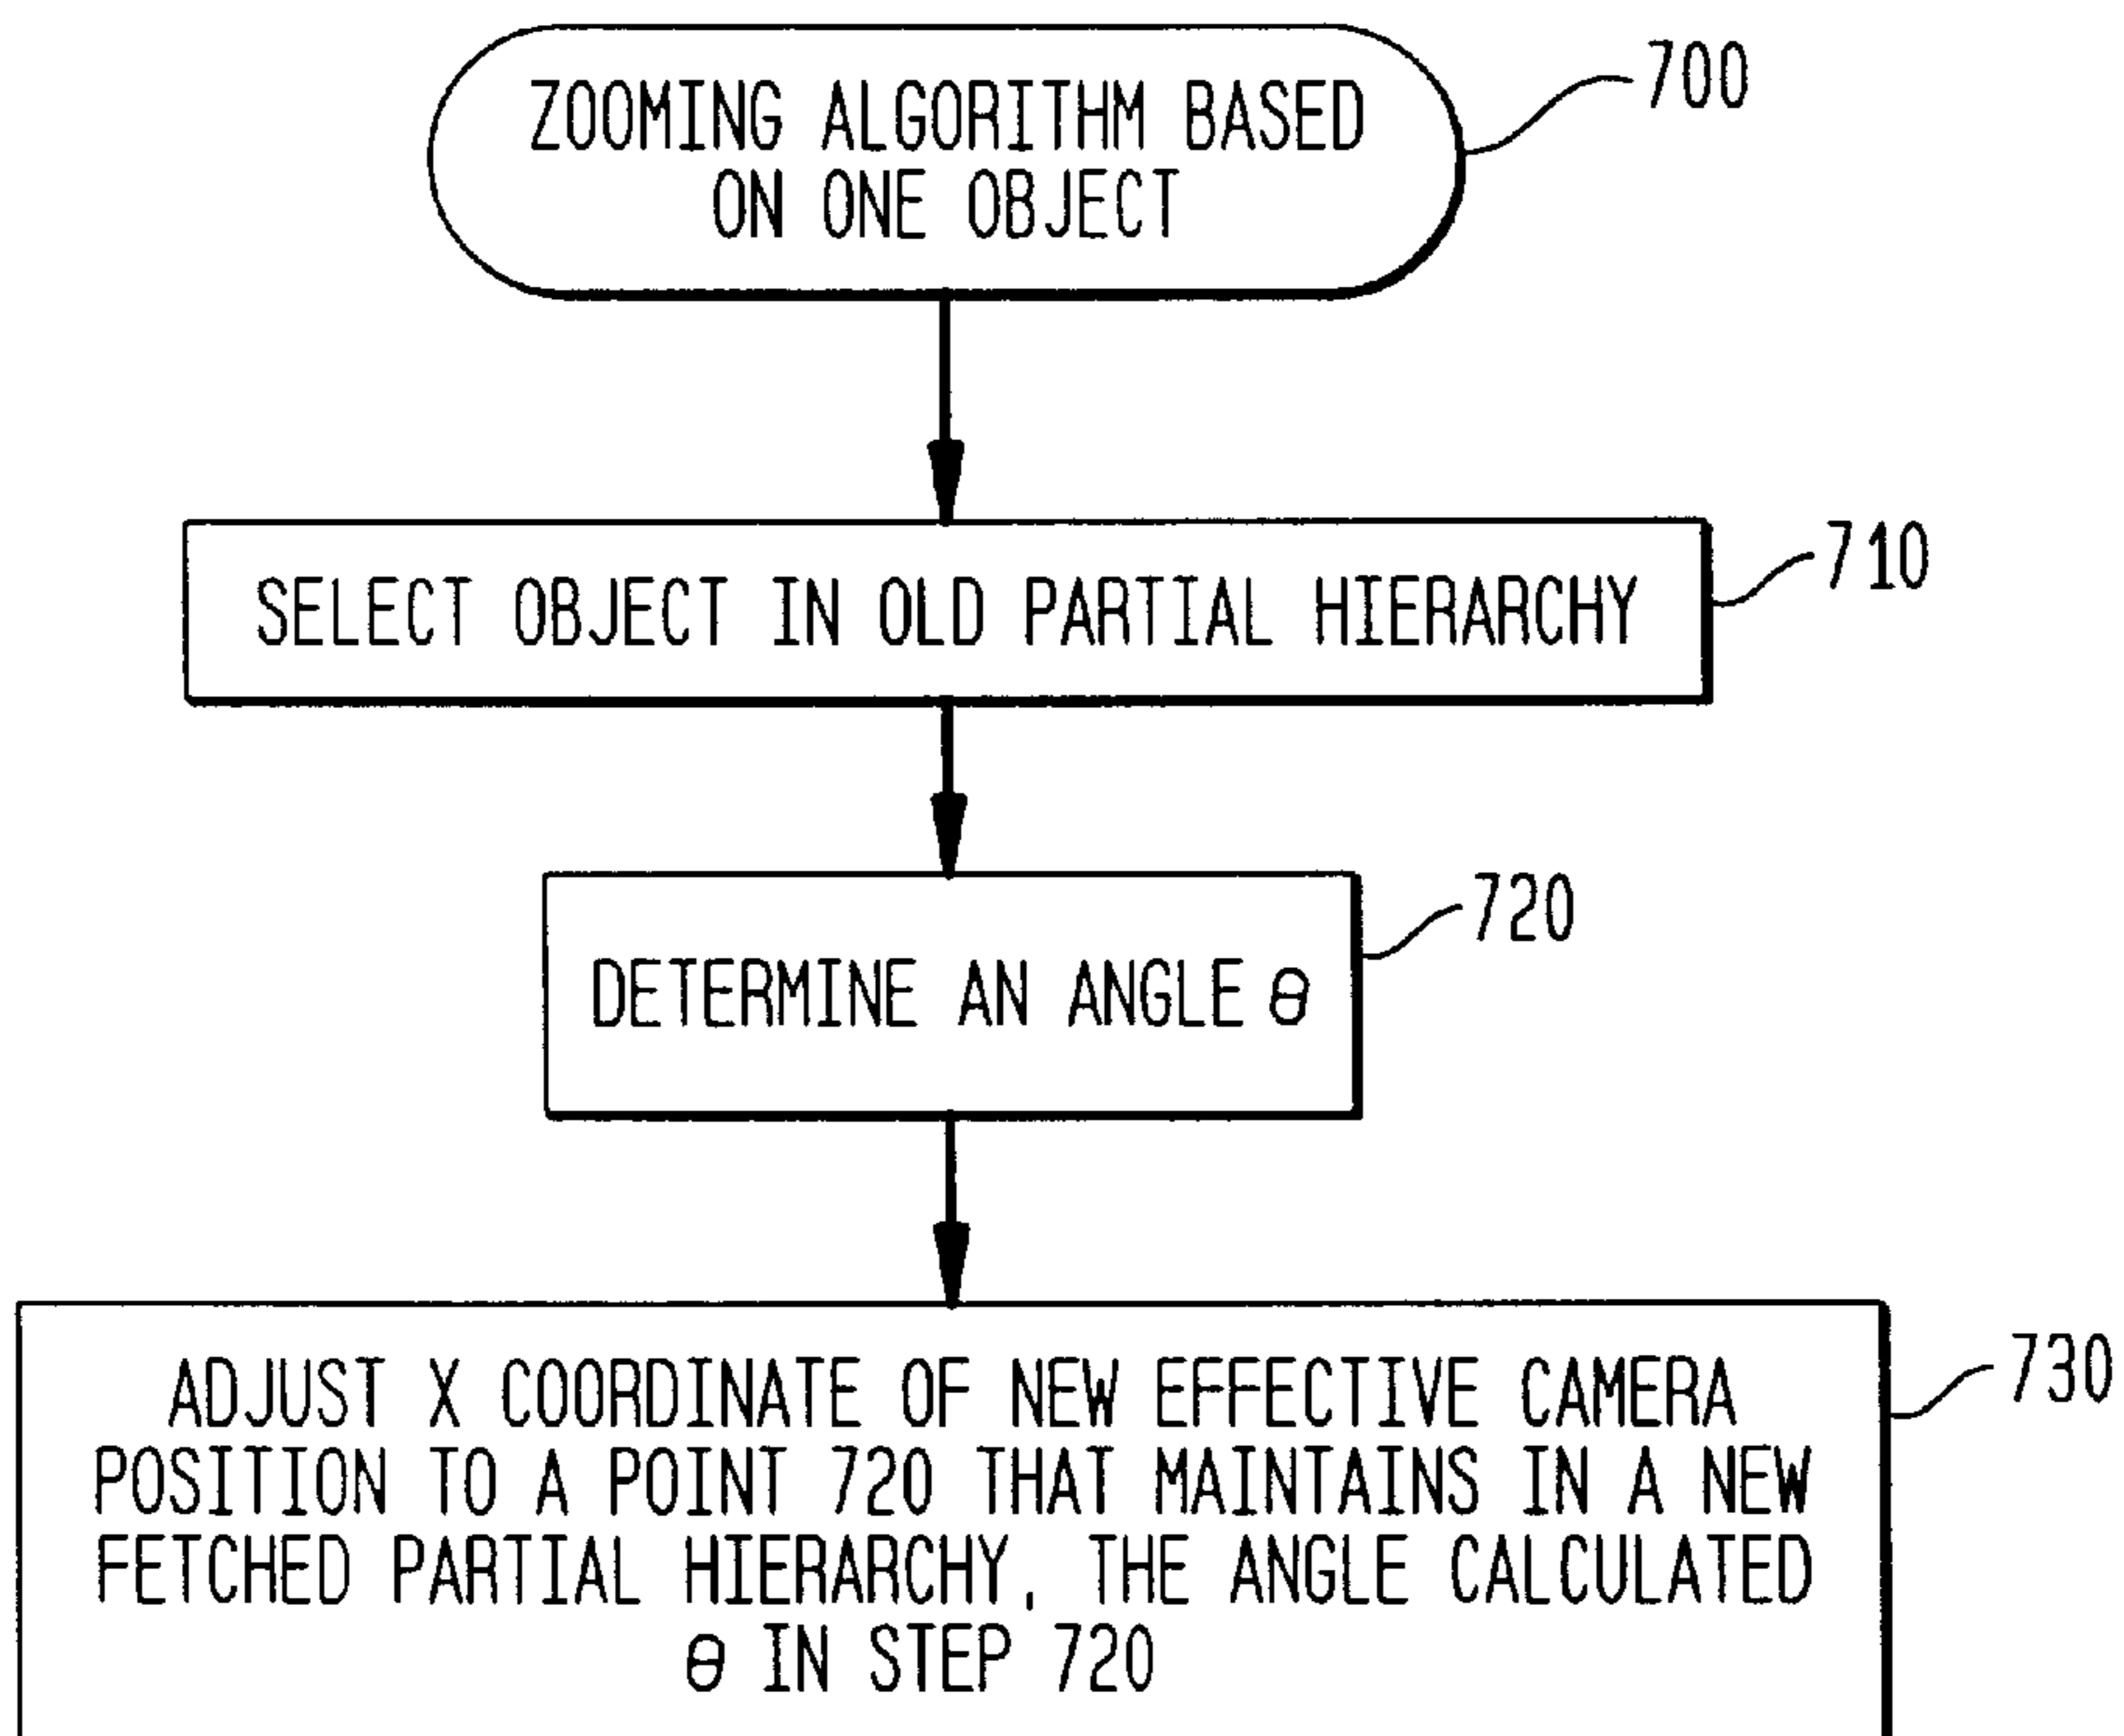 ZOOMING ALGORITHM BASED
ON ONE OBJECT
700
SELECT OBJECT IN OLD PARTIAL HIERARCHY
710
DETERMINE AN ANGLE θ
720
ADJUST X COORDINATE OF NEW EFFECTIVE CAMERA
POSITION TO A POINT 720 THAT MAINTAINS IN A NEW
FETCHED PARTIAL HIERARCHY, THE ANGLE CALCULATED
θ IN STEP 720
730